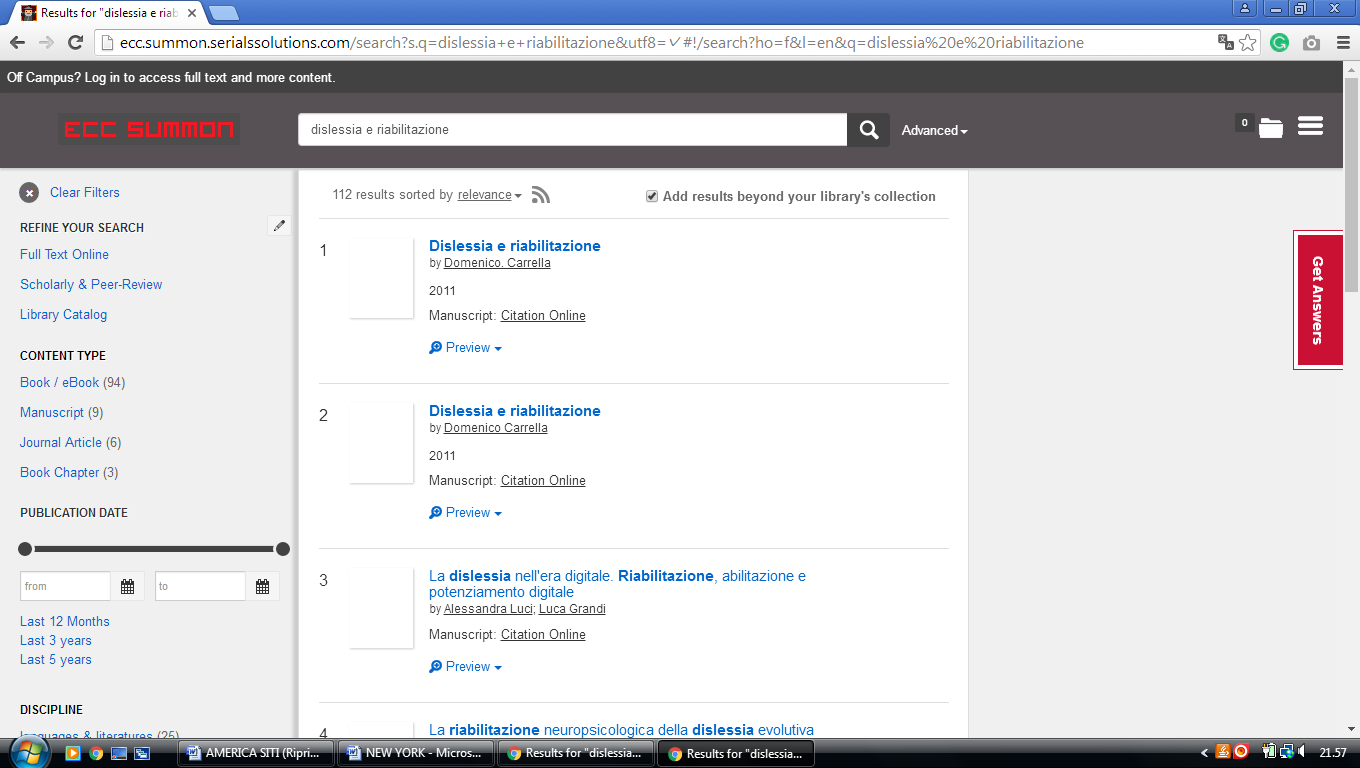 Results for "dislessia e riab
ecc.summon.serialssolutions.com/search?s.q=dislessia+e+riabilitazione&utf8=✓#!/search?ho=f&l=en&q=dislessia%20e%20riabilitazione
Off Campus? Log in to access full text and more content.
ECC SUMMON
dislessia e riabilitazione
Advanced
0
Clear Filters
REFINE YOUR SEARCH
Full Text Online
Scholarly & Peer-Review
Library Catalog
CONTENT TYPE
Book / eBook (94)
Manuscript (9)
Journal Article (6)
Book Chapter (3)
PUBLICATION DATE
from
to
Last 12 Months
Last 3 years
Last 5 years
DISCIPLINE
languages & literatures (25)
112 results sorted by relevance
Add results beyond your library's collection
1
Dislessia e riabilitazione
by Domenico. Carrella
2011
Manuscript: Citation Online
Preview
2
Dislessia e riabilitazione
by Domenico Carrella
2011
Manuscript: Citation Online
Preview
3
La dislessia nell'era digitale. Riabilitazione, abilitazione e
potenziamento digitale
by Alessandra Luci; Luca Grandi
Manuscript: Citation Online
Preview
4
La riabilitazione neuropsicologica della dislessia evolutiva
Get Answers
AMERICA SITI (Ripri...
NEW YORK - Micros...
Results for "dislessia...
Results for "dislessia...
21.57